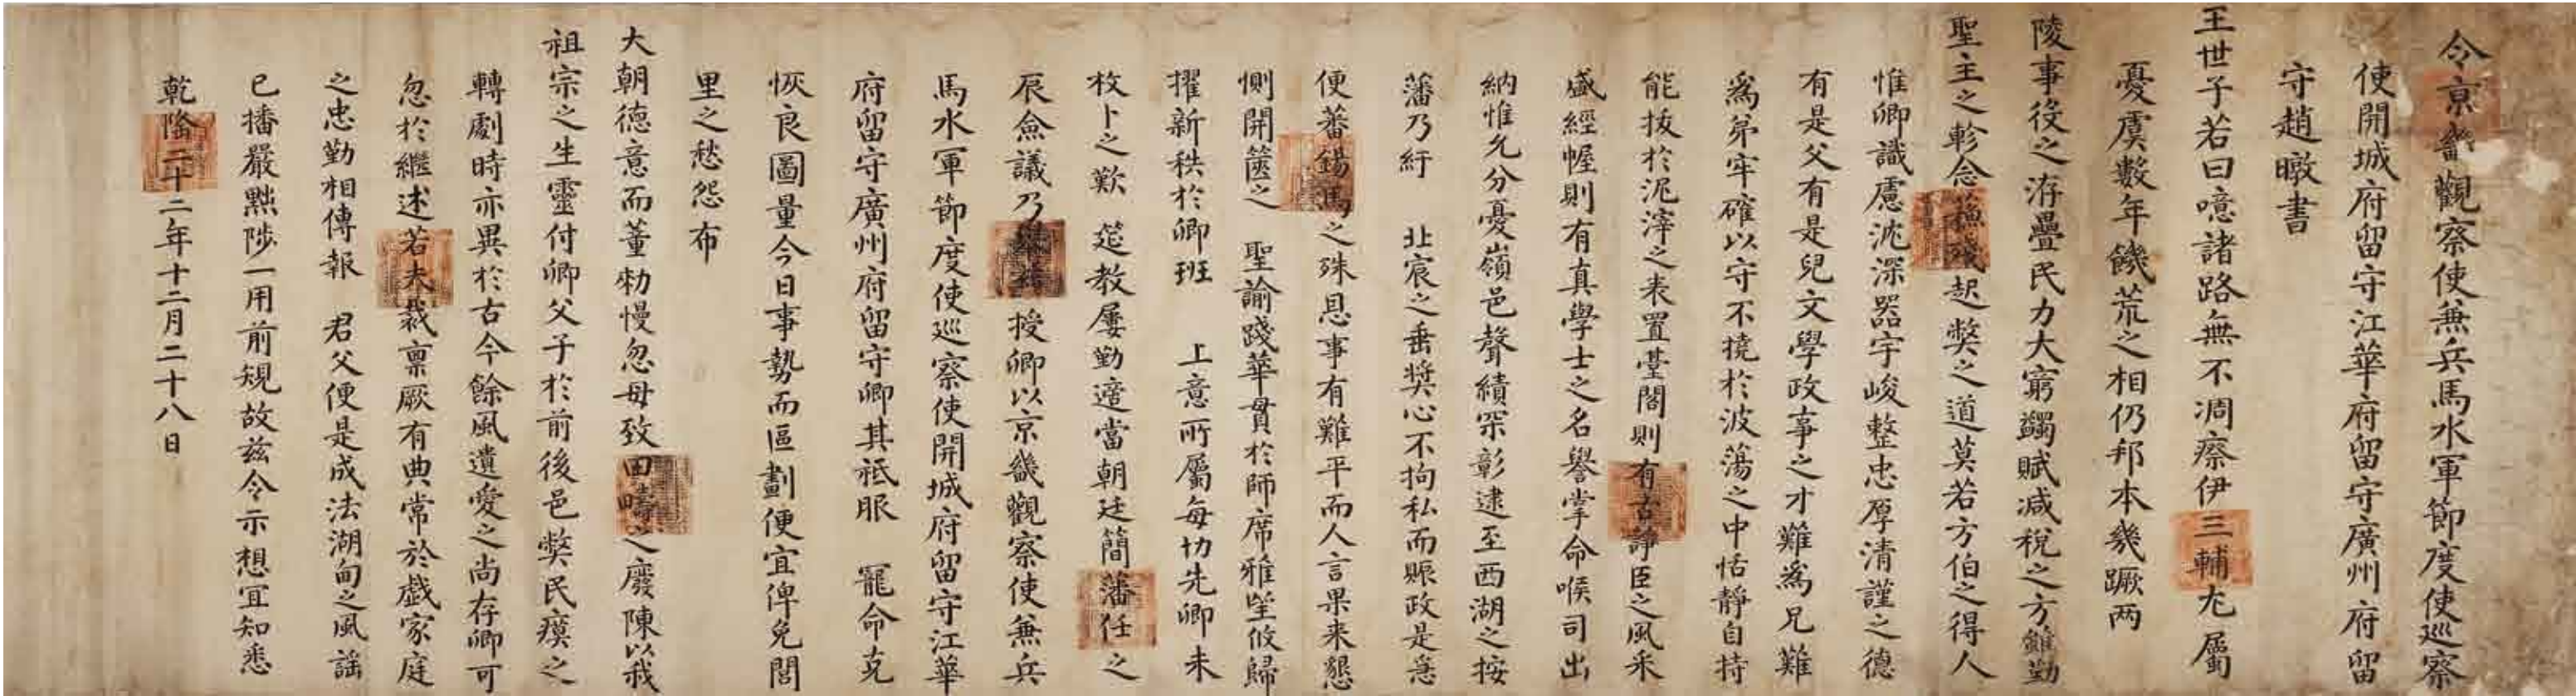 令京畿觀察使兼兵馬水軍節度使巡察
使開城府留守江華府留守廣州府留
守趙暾書
王世子若曰噫諸路無不凋瘵伊三輔尤屬
憂虞數年饑荒之相仍邦本幾蹶两
陵事役之洊疊民力大窮蠲賦減稅之方雖勤
聖主之軫念蘓殘起弊之道莫若方伯之得人
惟卿識慮沈深器宇峻整忠厚清謹之德
有是父有是兒文學政事之才難爲兄難
爲弟牢確以守不撓於波蕩之中恬靜自持
能拔於泥滓之表置臺閣則有古諍臣之風采
盛經幄則有真學士之名譽掌命喉司出
納惟允分憂嶺邑聲績罙彰逮至西湖之按
藩乃紆 北宸之垂奬心不拘私而賑政是急
便蕃錫馬之殊恩事有難平而人言果来懇
惻開篋之 聖諭踐華貫於師席雅望攸歸
擢新秩於卿班 上意所屬每切先卿未
枚卜之歎 筵教屢勤適當朝廷簡藩任之
辰僉議乃授卿以京畿觀察使兼兵
馬水軍節度使巡察使開城府留守江華
府留守廣州府留守卿其祗服 寵命克
恢良圖量今日事勢而區劃便宜俾免閭
里之愁怨布
大朝德意而董勑慢忽毋致田疇之廢陳以我
祖宗之生靈付卿父子於前後邑弊民瘼之
轉劇時亦異於古今餘風遺愛之尚存卿可
忽於繼述若夫裁禀厥有典常於戲家庭
之忠勤相傳報 君父便是成法湖甸之風謠
已播嚴黜陟一用前規故兹令示想冝知悉
乾隆二十二年十二月二十八日